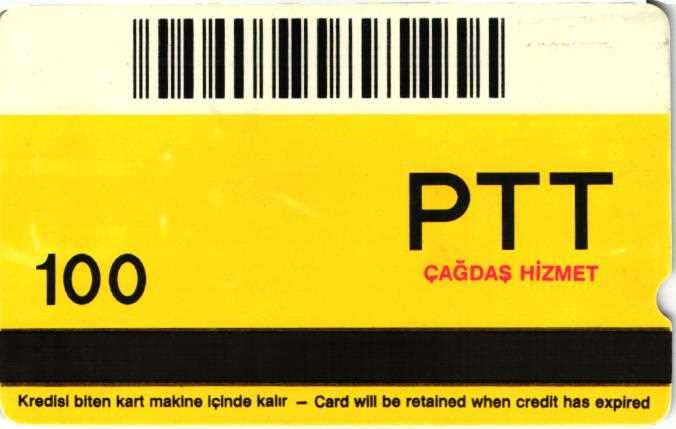 PTT
ÇAĞDAŞ HİZMET
100
Kredisi biten kart makine içinde kalır – Card will be retained when credit has expired